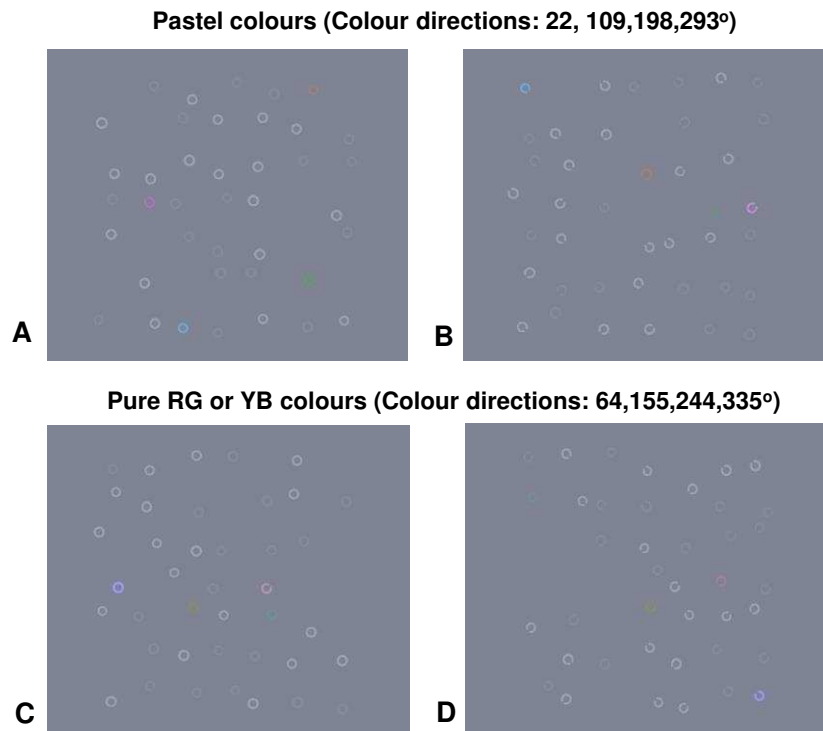 Pastel colours (Colour directions: 22, 109,198,293º)
A
B
Pure RG or YB colours (Colour directions: 64,155,244,335º)
C
D